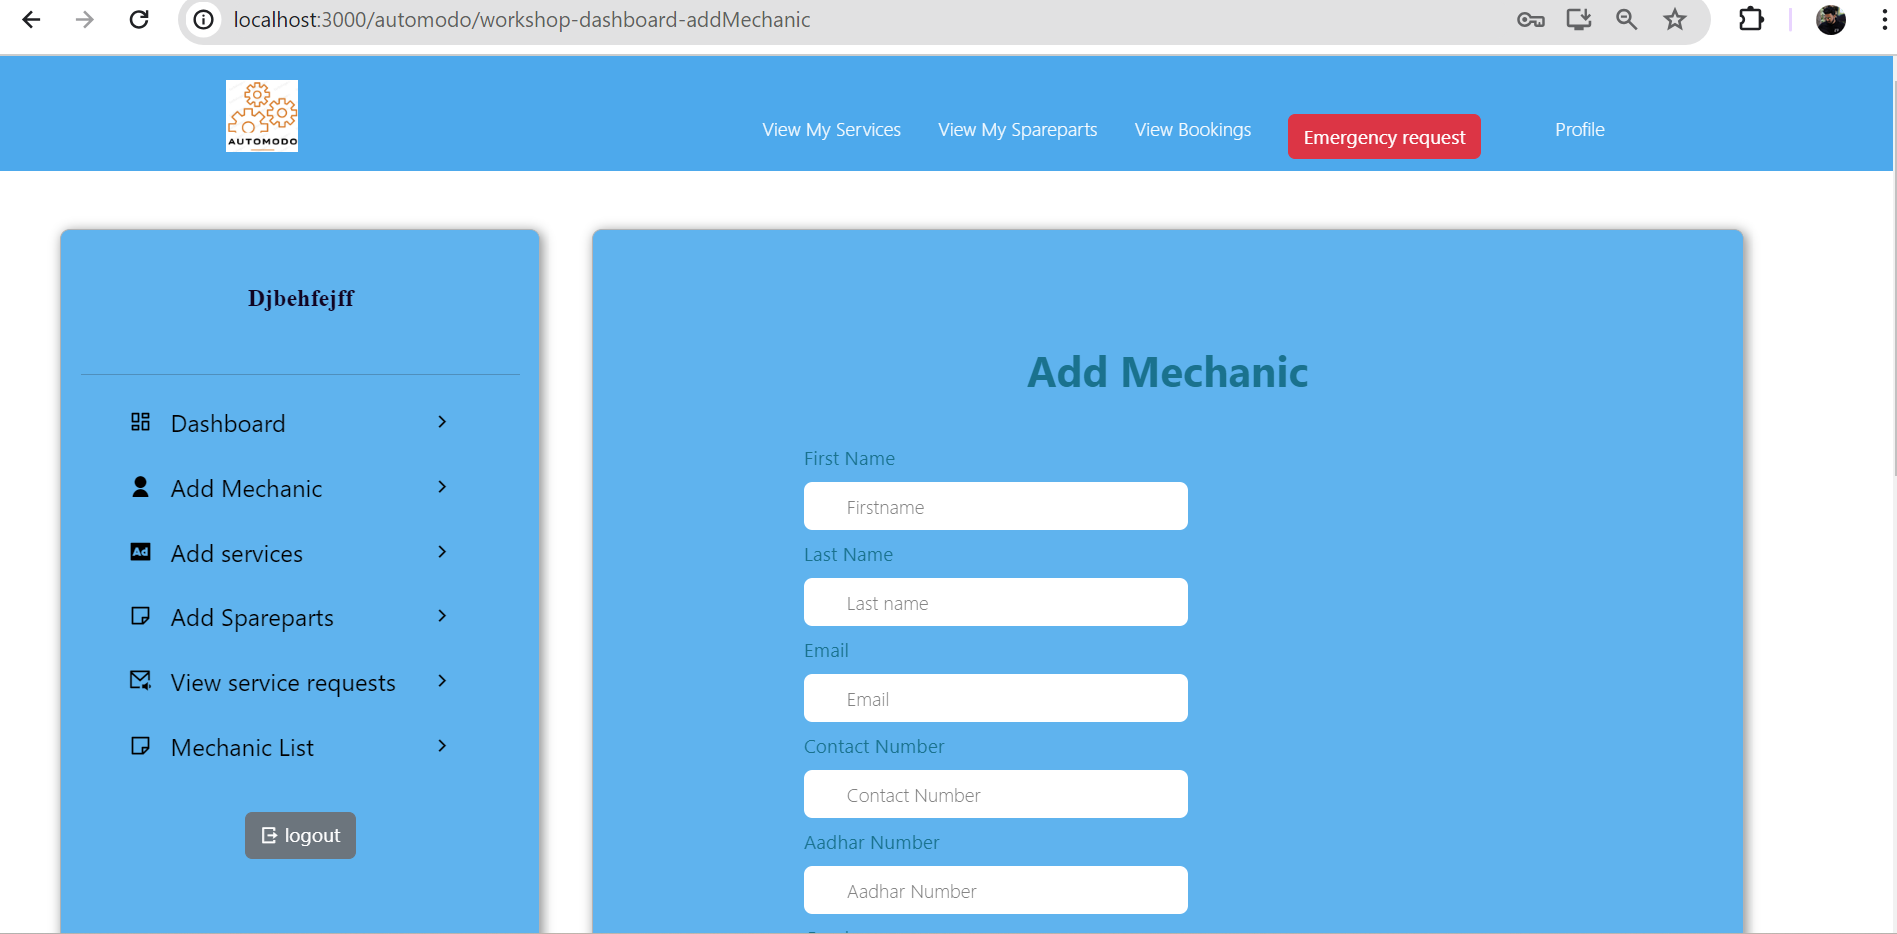 localhost:3000/automodo/workshop-dashboard-addMechanic
AUTOMODO
View My Services
View My Spareparts
View Bookings
Emergency request
Profile
Djbehfejff
Dashboard
Add Mechanic
Ad
Add services
Add Spareparts
View service requests
Mechanic List
logout
Add Mechanic
First Name
Firstname
Last Name
Last name
Email
Email
Contact Number
Contact Number
Aadhar Number
Aadhar Number